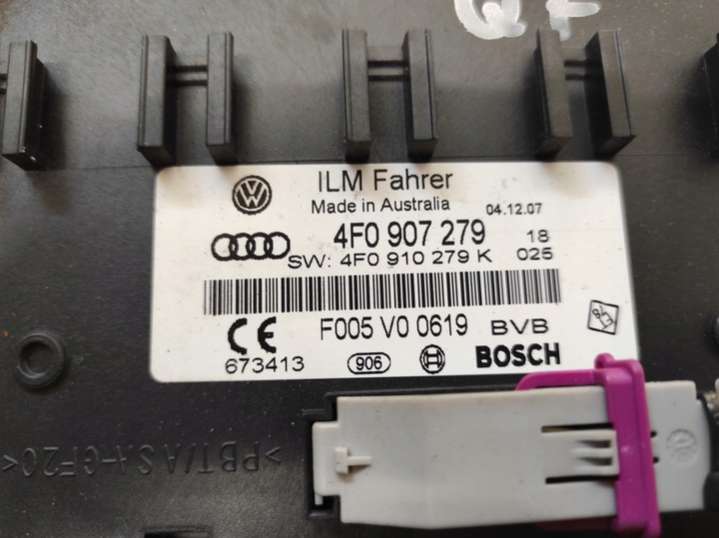 ILM Fahrer
Made in Australia 04.12.07
4F0 907 279 18
SW: 4F0 910 279 K 025
F005 V0 0619 BVB
CE
673413 906 BOSCH
>PBT/ASA-GF20<